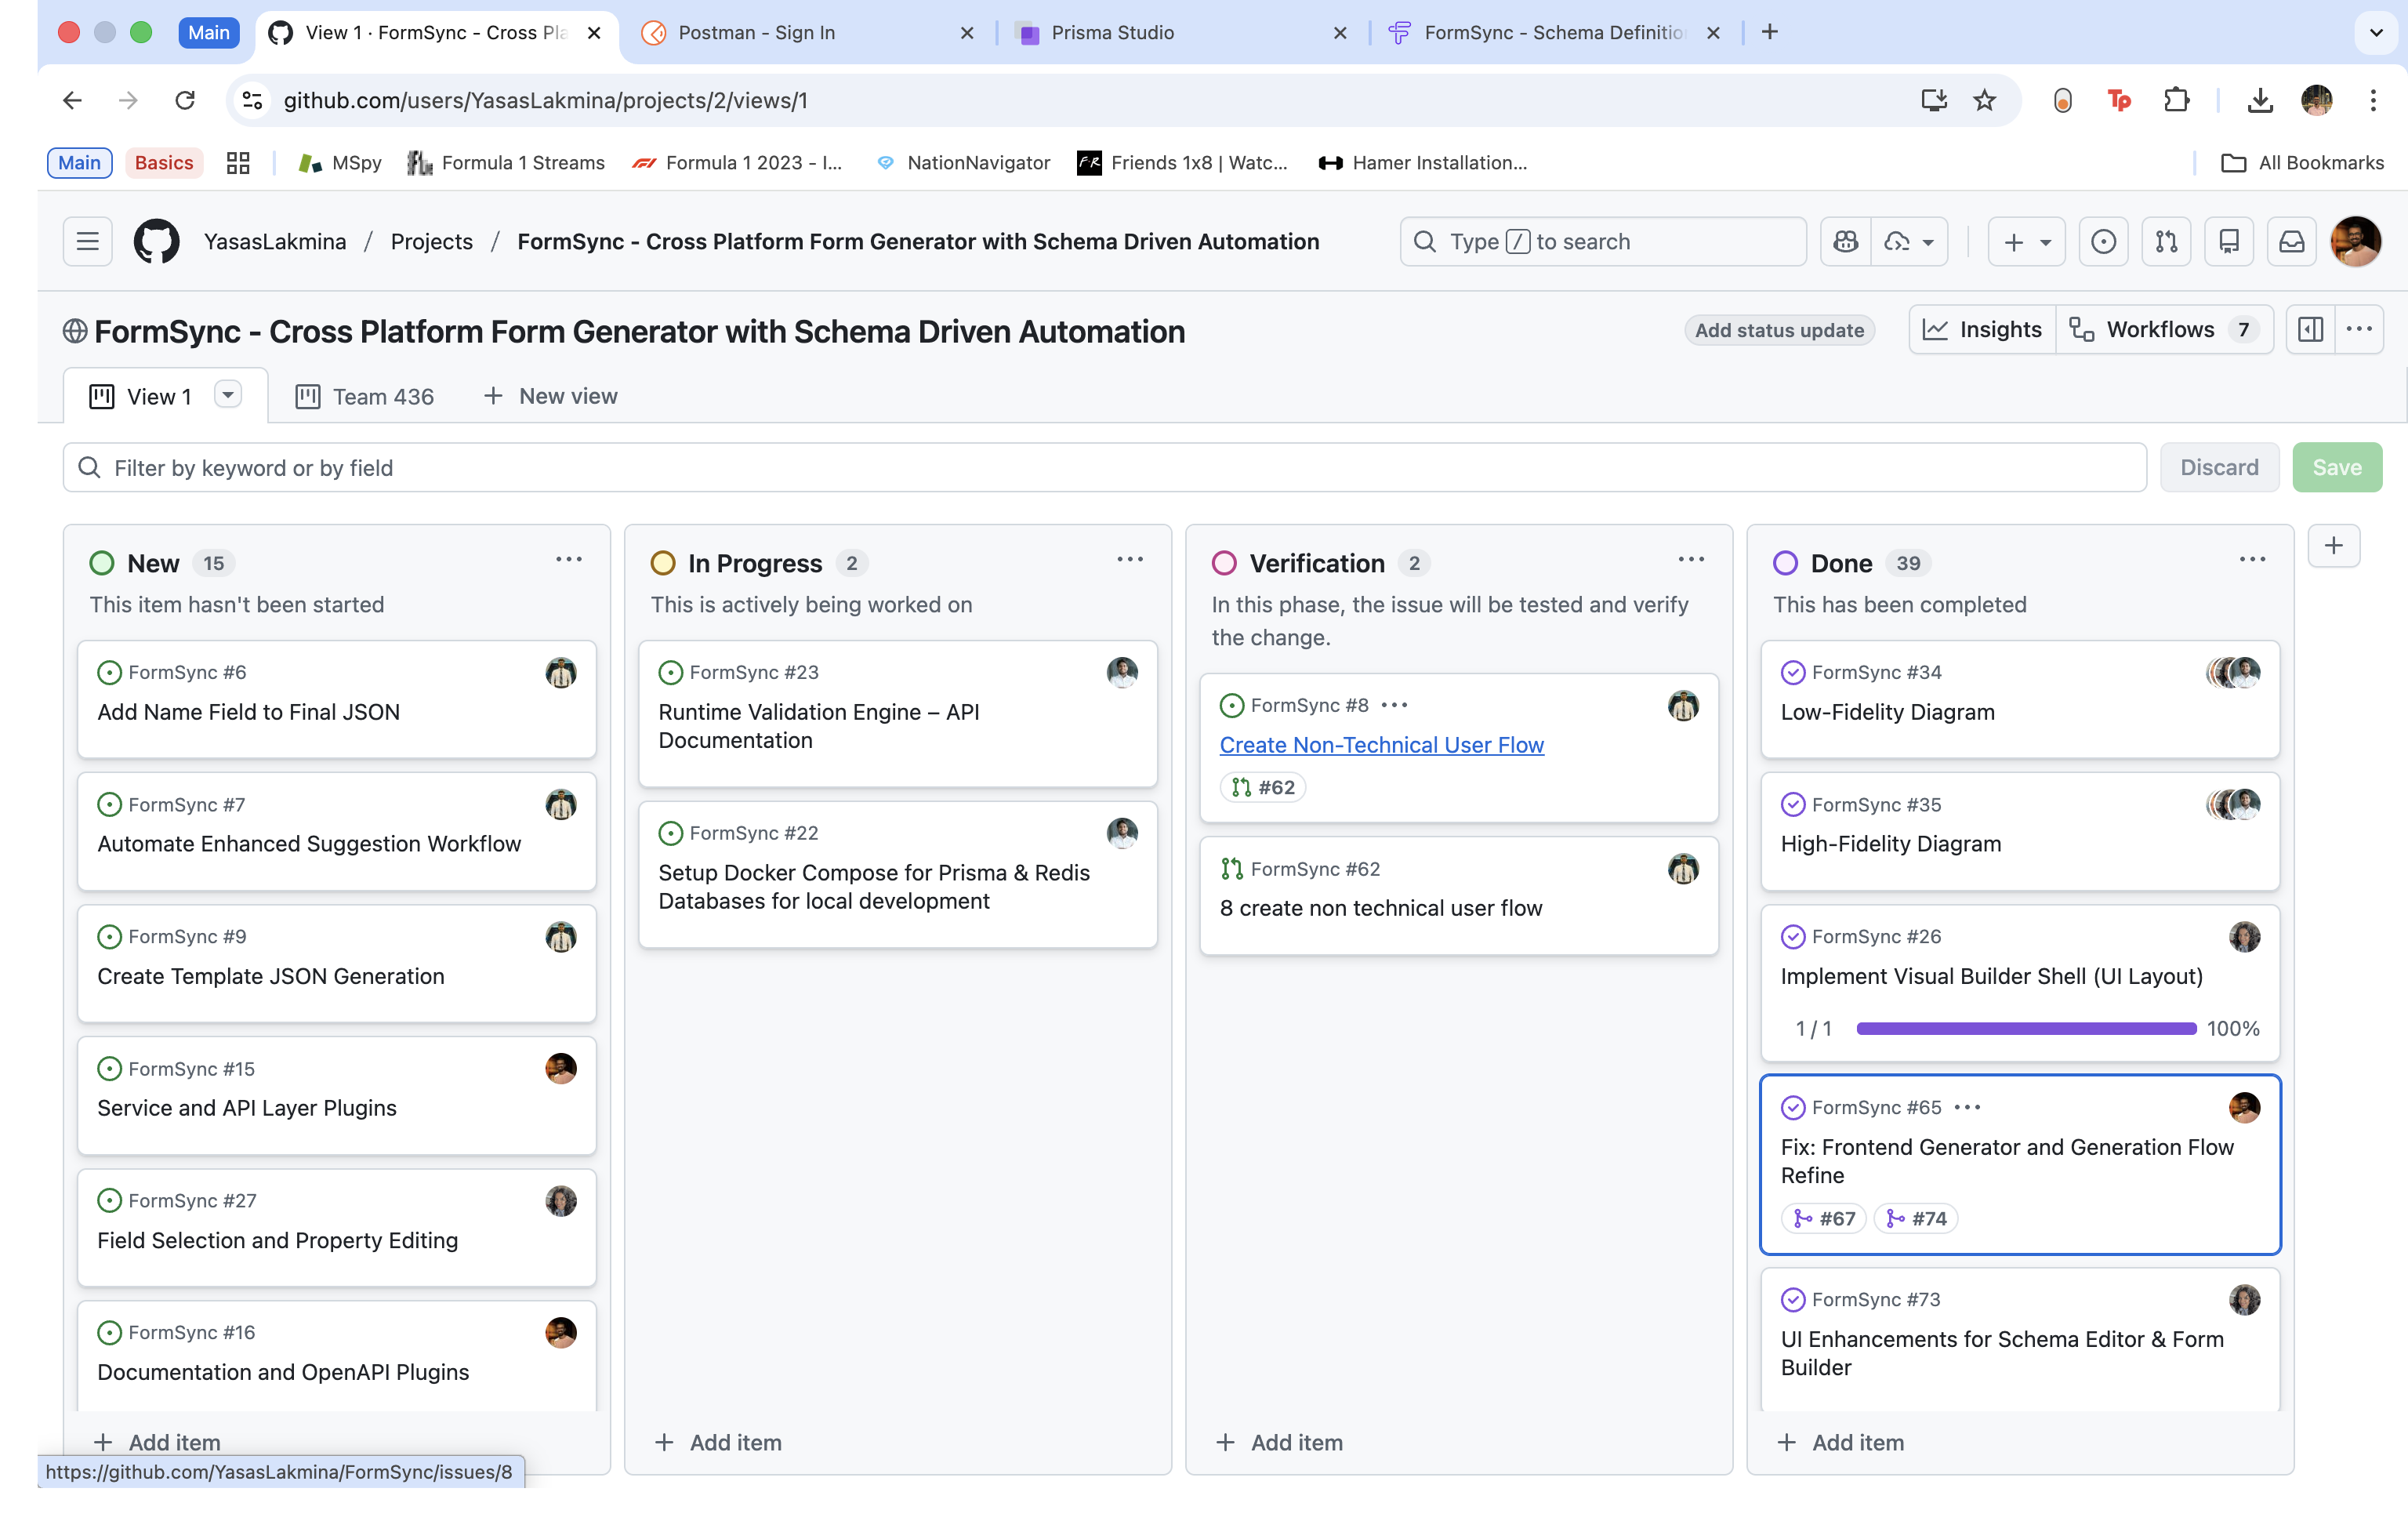 Main
View 1 · FormSync - Cross Pla
Postman - Sign In
Prisma Studio
FormSync - Schema Definitio
github.com/users/YasasLakmina/projects/2/views/1
Tp
Main
Basics
MSpy
Formula 1 Streams
Formula 1 2023 - I...
NationNavigator
Friends 1x8 | Watc...
Hamer Installation...
All Bookmarks
YasasLakmina / Projects / FormSync - Cross Platform Form Generator with Schema Driven Automation
Type / to search
FormSync - Cross Platform Form Generator with Schema Driven Automation
Add status update
Insights
Workflows 7
View 1
Team 436
New view
Filter by keyword or by field
Discard
Save
New 15
This item hasn't been started
FormSync #6
Add Name Field to Final JSON
FormSync #7
Automate Enhanced Suggestion Workflow
FormSync #9
Create Template JSON Generation
FormSync #15
Service and API Layer Plugins
FormSync #27
Field Selection and Property Editing
FormSync #16
Documentation and OpenAPI Plugins
Add item
In Progress 2
This is actively being worked on
FormSync #23
Runtime Validation Engine – API
Documentation
FormSync #22
Setup Docker Compose for Prisma & Redis
Databases for local development
Add item
Verification 2
In this phase, the issue will be tested and verify
the change.
FormSync #8
Create Non-Technical User Flow
#62
FormSync #62
8 create non technical user flow
Add item
Done 39
This has been completed
FormSync #34
Low-Fidelity Diagram
FormSync #35
High-Fidelity Diagram
FormSync #26
Implement Visual Builder Shell (UI Layout)
1 / 1 100%
FormSync #65
Fix: Frontend Generator and Generation Flow
Refine
#67 #74
FormSync #73
UI Enhancements for Schema Editor & Form
Builder
Add item
https://github.com/YasasLakmina/FormSync/issues/8